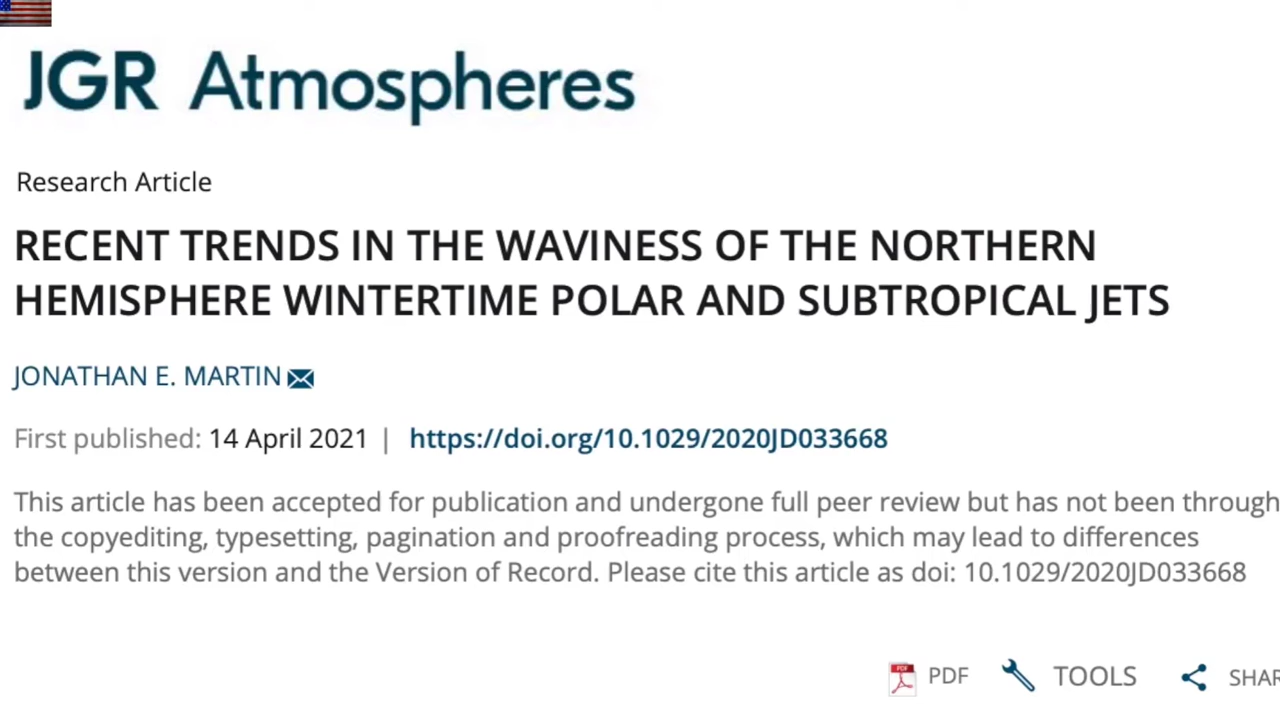 JGR Atmospheres
Research Article
RECENT TRENDS IN THE WAVINESS OF THE NORTHERN
HEMISPHERE WINTERTIME POLAR AND SUBTROPICAL JETS
JONATHAN E. MARTIN
First published: 14 April 2021 | https://doi.org/10.1029/2020JD033668
This article has been accepted for publication and undergone full peer review but has not been through
the copyediting, typesetting, pagination and proofreading process, which may lead to differences
between this version and the Version of Record. Please cite this article as doi: 10.1029/2020JD033668
PDF PDF TOOLS SHAR